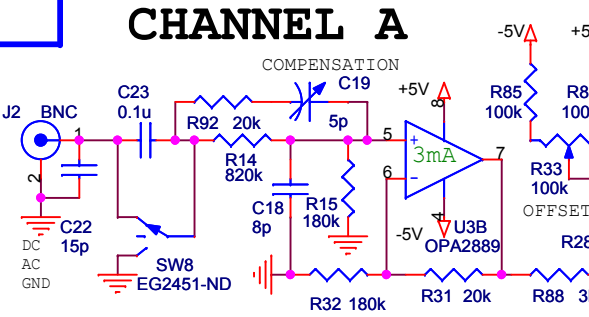 CHANNEL A
-5V
+5
COMPENSATION
C23
0.1u
C19
+5V
8
R85
100k
R8
100
J2
BNC
1
R92
20k
5p
5
+
3mA
7
2
R14
820k
6
-
R33
100k
C18
8p
R15
180k
OFFSET
C22
15p
4
U3B
OPA2889
-5V
DC
AC
GND
SW8
EG2451-ND
R28
R32 180k
R31 20k
R88 3